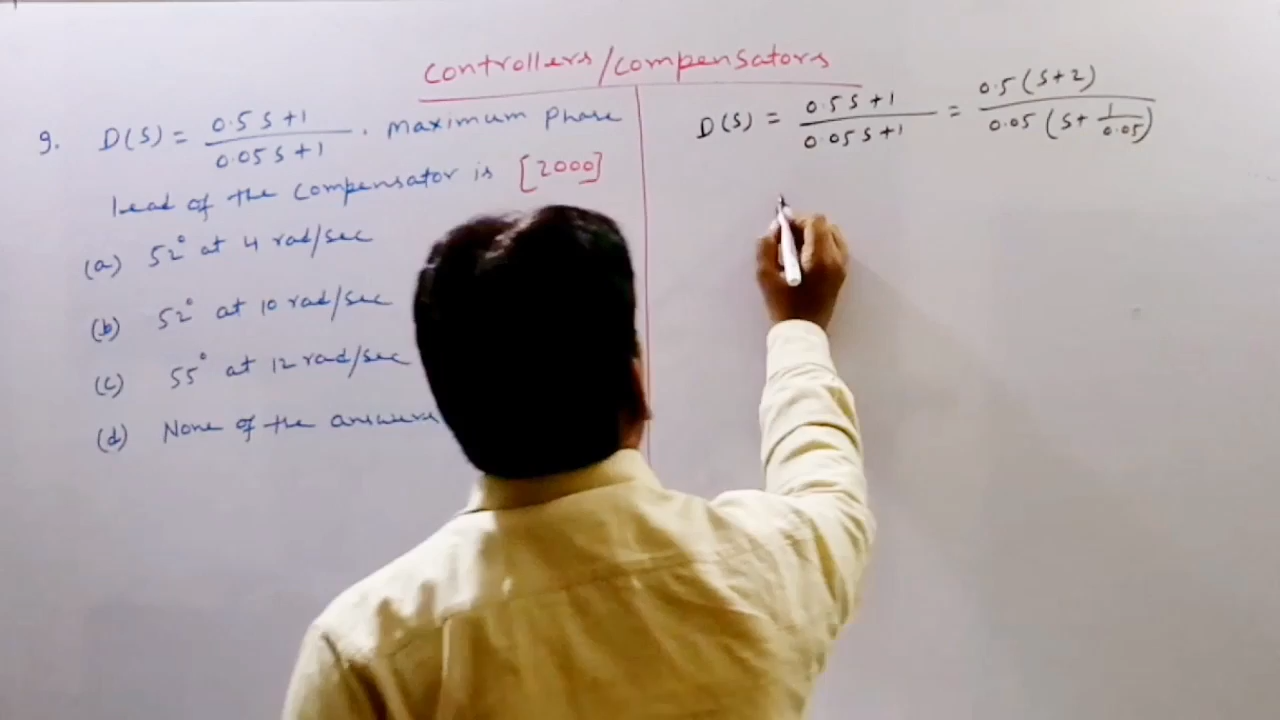 Controllers/compensators
9. D(S) = 0.5 S + 1 / 0.05 S + 1 . Maximum Phase
Lead of the compensator is [2000]
(a) 52° at 4 rad/sec
(b) 52° at 10 rad/sec
(c) 55° at 12 rad/sec
(d) None of the answers
D(S) = 0.5 S + 1 / 0.05 S + 1 = 0.5 (S+2) / 0.05 (S + 1/0.05)